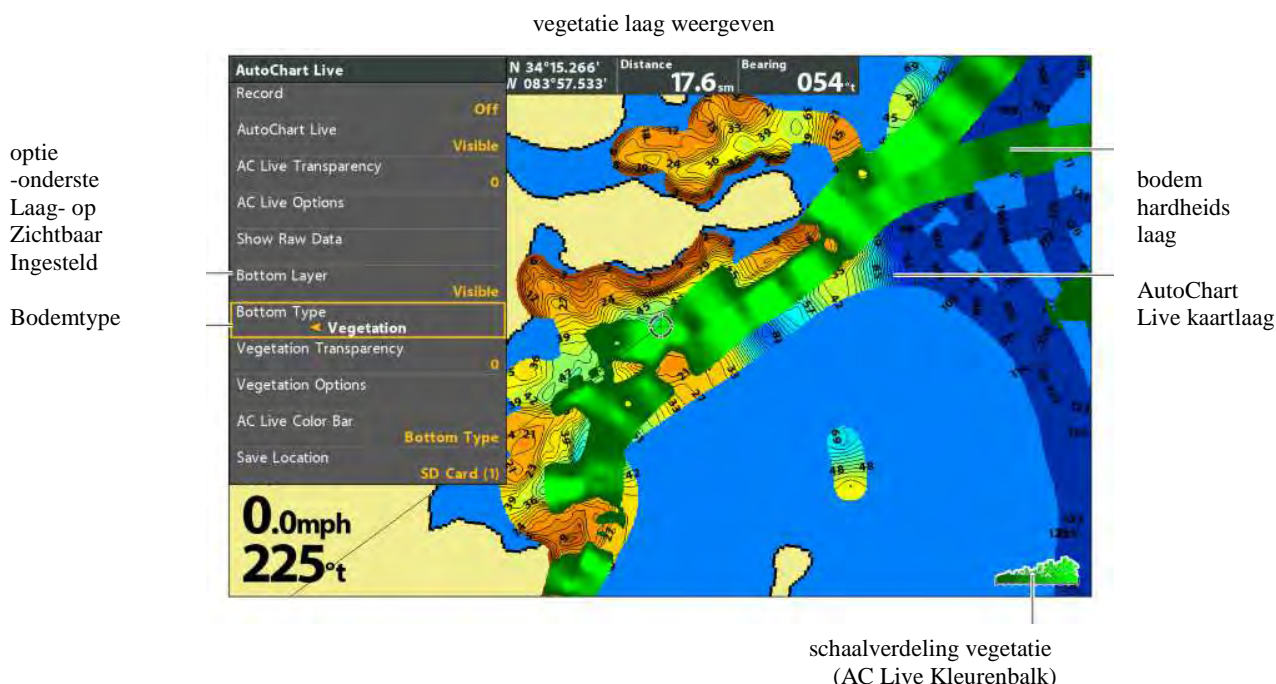 vegetatie laag weergeven
AutoChart Live
Record
Off
AutoChart Live
Visible
AC Live Transparency
0
AC Live Options
Show Raw Data
Bottom Layer
Visible
Bottom Type
Vegetation
Vegetation Transparency
0
Vegetation Options
AC Live Color Bar
Bottom Type
Save Location
SD Card (1)
N 34°15.266'
W 083°57.533'
Distance
17.6sm
Bearing
054°t
0.0mph
225°t
optie
-onderste
Laag- op
Zichtbaar
Ingesteld
Bodemtype
bodem
hardheids
laag
AutoChart
Live kaartlaag
schaalverdeling vegetatie
(AC Live Kleurenbalk)